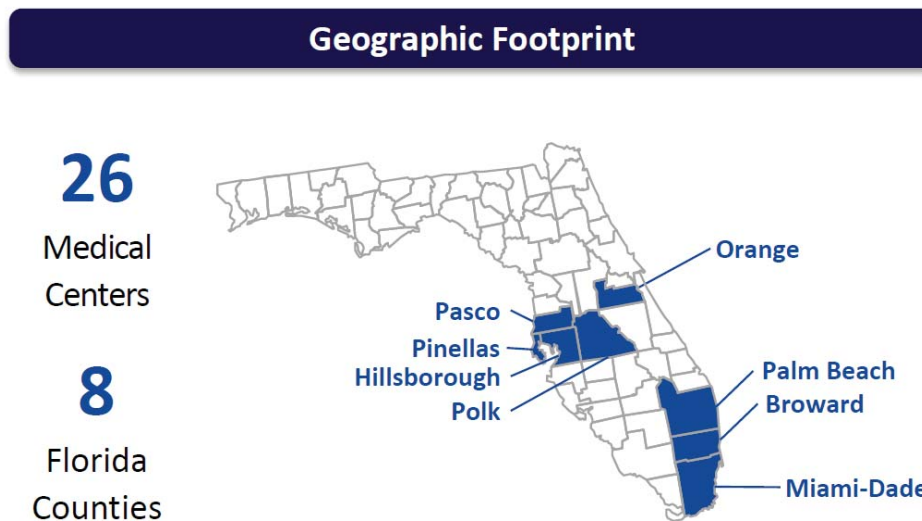 Geographic Footprint
26
Medical
Centers
8
Florida
Counties
Orange
Pasco
Pinellas
Hillsborough
Polk
Palm Beach
Broward
Miami-Dade